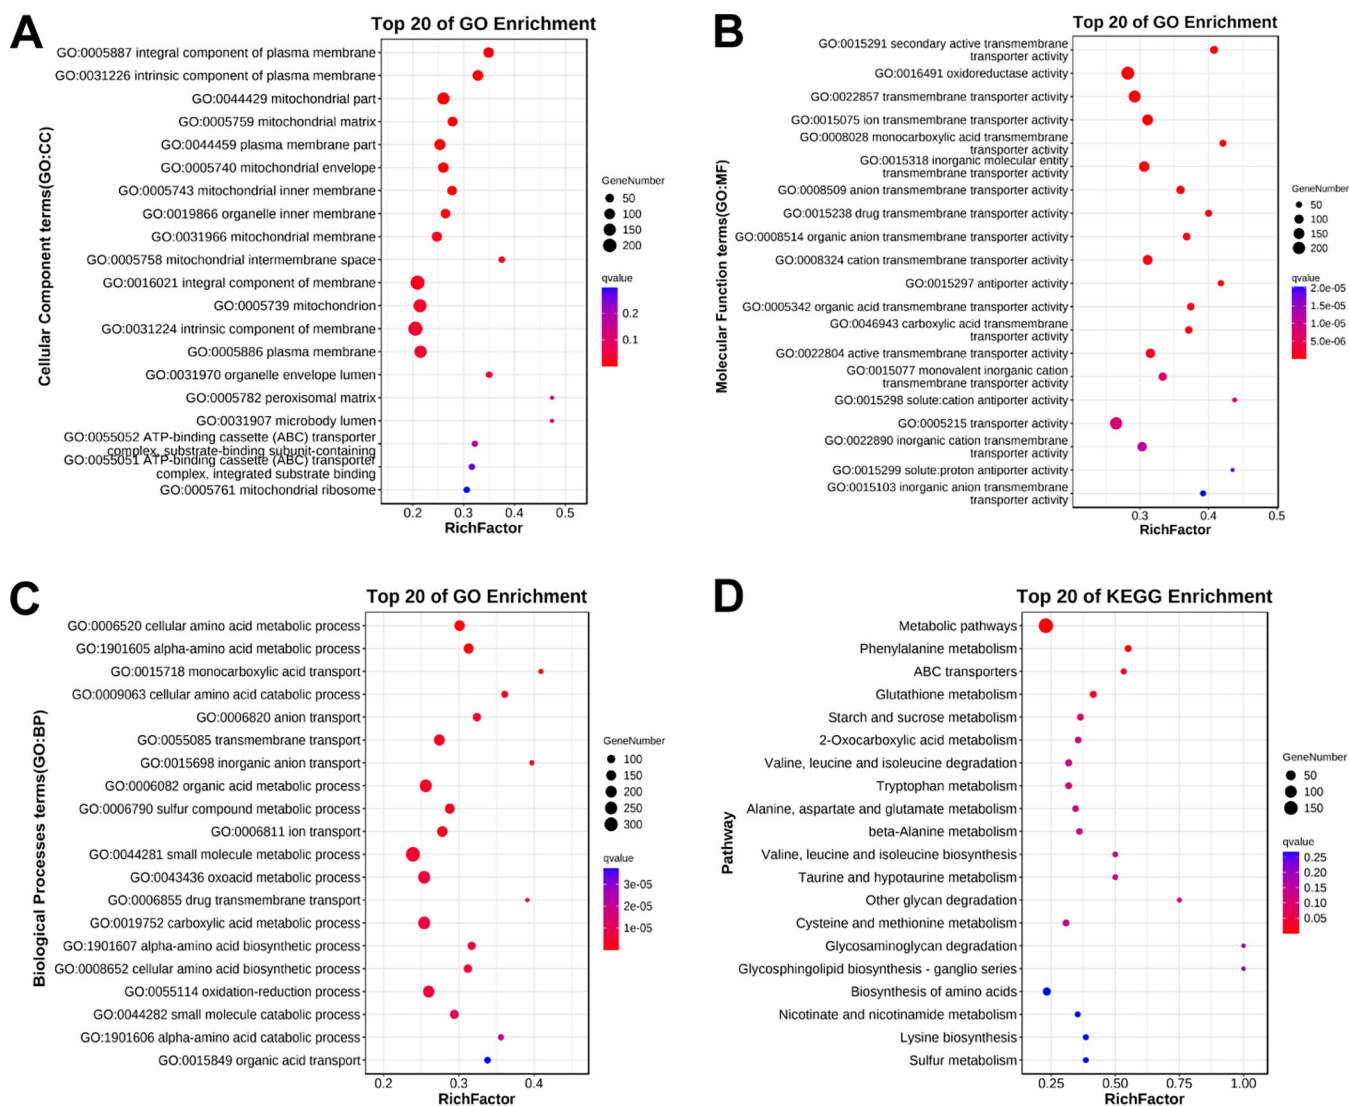 A
Top 20 of GO Enrichment
Cellular Component terms(GO:CC)
GO:0005887 integral component of plasma membrane
GO:0031226 intrinsic component of plasma membrane
GO:0044429 mitochondrial part
GO:0005759 mitochondrial matrix
GO:0044459 plasma membrane part
GO:0005740 mitochondrial envelope
GO:0005743 mitochondrial inner membrane
GO:0019866 organelle inner membrane
GO:0031966 mitochondrial membrane
GO:0005758 mitochondrial intermembrane space
GO:0016021 integral component of membrane
GO:0005739 mitochondrion
GO:0031224 intrinsic component of membrane
GO:0005886 plasma membrane
GO:0031970 organelle envelope lumen
GO:0005782 peroxisomal matrix
GO:0031907 microbody lumen
GO:0055052 ATP-binding cassette (ABC) transporter
complex, substrate-binding subunit-containing
GO:0055051 ATP-binding cassette (ABC) transporter
complex, integrated substrate binding
GO:0005761 mitochondrial ribosome
0.2 0.3 0.4 0.5
RichFactor
GeneNumber
50
100
150
200
qvalue
0.2
0.1
B
Top 20 of GO Enrichment
Molecular Function terms(GO:MF)
GO:0015291 secondary active transmembrane
transporter activity
GO:0016491 oxidoreductase activity
GO:0022857 transmembrane transporter activity
GO:0015075 ion transmembrane transporter activity
GO:0008028 monocarboxylic acid transmembrane
transporter activity
GO:0015318 inorganic molecular entity
transmembrane transporter activity
GO:0008509 anion transmembrane transporter activity
GO:0015238 drug transmembrane transporter activity
GO:0008514 organic anion transmembrane transporter activity
GO:0008324 cation transmembrane transporter activity
GO:0015297 antiporter activity
GO:0005342 organic acid transmembrane transporter activity
GO:0046943 carboxylic acid transmembrane
transporter activity
GO:0022804 active transmembrane transporter activity
GO:0015077 monovalent inorganic cation
transmembrane transporter activity
GO:0015298 solute:cation antiporter activity
GO:0005215 transporter activity
GO:0022890 inorganic cation transmembrane
transporter activity
GO:0015299 solute:proton antiporter activity
GO:0015103 inorganic anion transmembrane
transporter activity
0.3 0.4 0.5
RichFactor
GeneNumber
50
100
150
200
qvalue
2.0e-05
1.5e-05
1.0e-05
5.0e-06
C
Top 20 of GO Enrichment
Biological Processes terms(GO:BP)
GO:0006520 cellular amino acid metabolic process
GO:1901605 alpha-amino acid metabolic process
GO:0015718 monocarboxylic acid transport
GO:0009063 cellular amino acid catabolic process
GO:0006820 anion transport
GO:0055085 transmembrane transport
GO:0015698 inorganic anion transport
GO:0006082 organic acid metabolic process
GO:0006790 sulfur compound metabolic process
GO:0006811 ion transport
GO:0044281 small molecule metabolic process
GO:0043436 oxoacid metabolic process
GO:0006855 drug transmembrane transport
GO:0019752 carboxylic acid metabolic process
GO:1901607 alpha-amino acid biosynthetic process
GO:0008652 cellular amino acid biosynthetic process
GO:0055114 oxidation-reduction process
GO:0044282 small molecule catabolic process
GO:1901606 alpha-amino acid catabolic process
GO:0015849 organic acid transport
0.2 0.3 0.4
RichFactor
GeneNumber
100
150
200
250
300
qvalue
3e-05
2e-05
1e-05
D
Top 20 of KEGG Enrichment
Pathway
Metabolic pathways
Phenylalanine metabolism
ABC transporters
Glutathione metabolism
Starch and sucrose metabolism
2-Oxocarboxylic acid metabolism
Valine, leucine and isoleucine degradation
Tryptophan metabolism
Alanine, aspartate and glutamate metabolism
beta-Alanine metabolism
Valine, leucine and isoleucine biosynthesis
Taurine and hypotaurine metabolism
Other glycan degradation
Cysteine and methionine metabolism
Glycosaminoglycan degradation
Glycosphingolipid biosynthesis - ganglio series
Biosynthesis of amino acids
Nicotinate and nicotinamide metabolism
Lysine biosynthesis
Sulfur metabolism
0.25 0.50 0.75 1.00
RichFactor
GeneNumber
50
100
150
qvalue
0.25
0.20
0.15
0.10
0.05